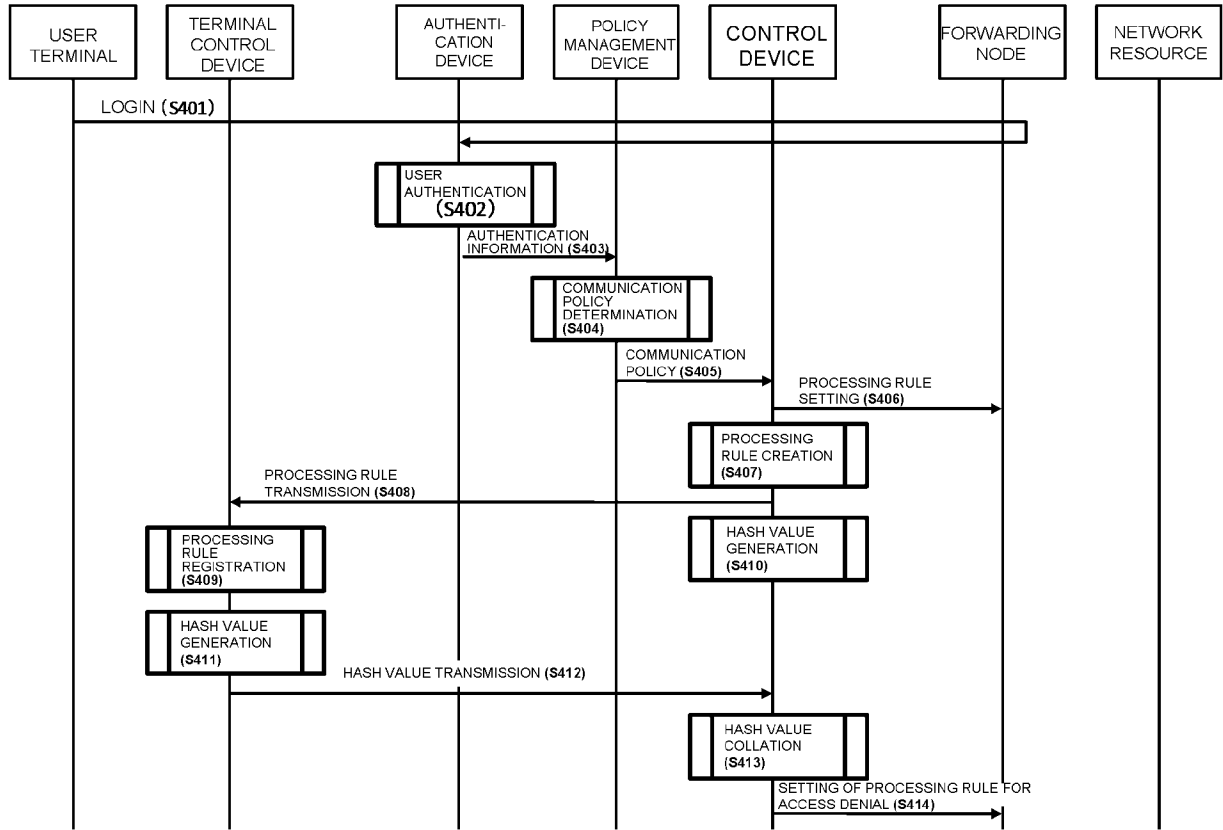 USER
TERMINAL
TERMINAL
CONTROL
DEVICE
AUTHENTI-
CATION
DEVICE
POLICY
MANAGEMENT
DEVICE
CONTROL
DEVICE
FORWARDING
NODE
NETWORK
RESOURCE
LOGIN (S401)
USER
AUTHENTICATION
(S402)
AUTHENTICATION
INFORMATION (S403)
COMMUNICATION
POLICY
DETERMINATION
(S404)
COMMUNICATION
POLICY (S405)
PROCESSING RULE
SETTING (S406)
PROCESSING
RULE CREATION
(S407)
PROCESSING RULE
TRANSMISSION (S408)
PROCESSING
RULE
REGISTRATION
(S409)
HASH VALUE
GENERATION
(S410)
HASH VALUE
GENERATION
(S411)
HASH VALUE TRANSMISSION (S412)
HASH VALUE
COLLATION
(S413)
SETTING OF PROCESSING RULE FOR
ACCESS DENIAL (S414)